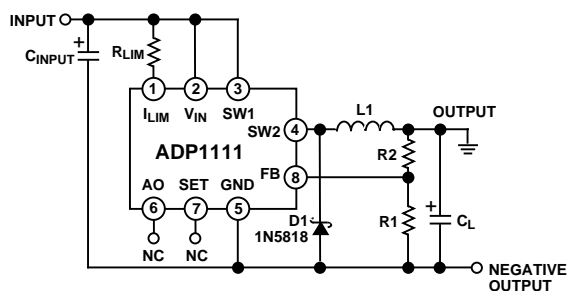 INPUT
+
CINPUT
RLIM
1
2
3
ILIM
VIN
SW1
SW2
4
L1
OUTPUT
ADP1111
R2
FB
8
AO
SET
GND
6
7
5
D1
1N5818
R1
+
CL
NC
NC
NEGATIVE
OUTPUT